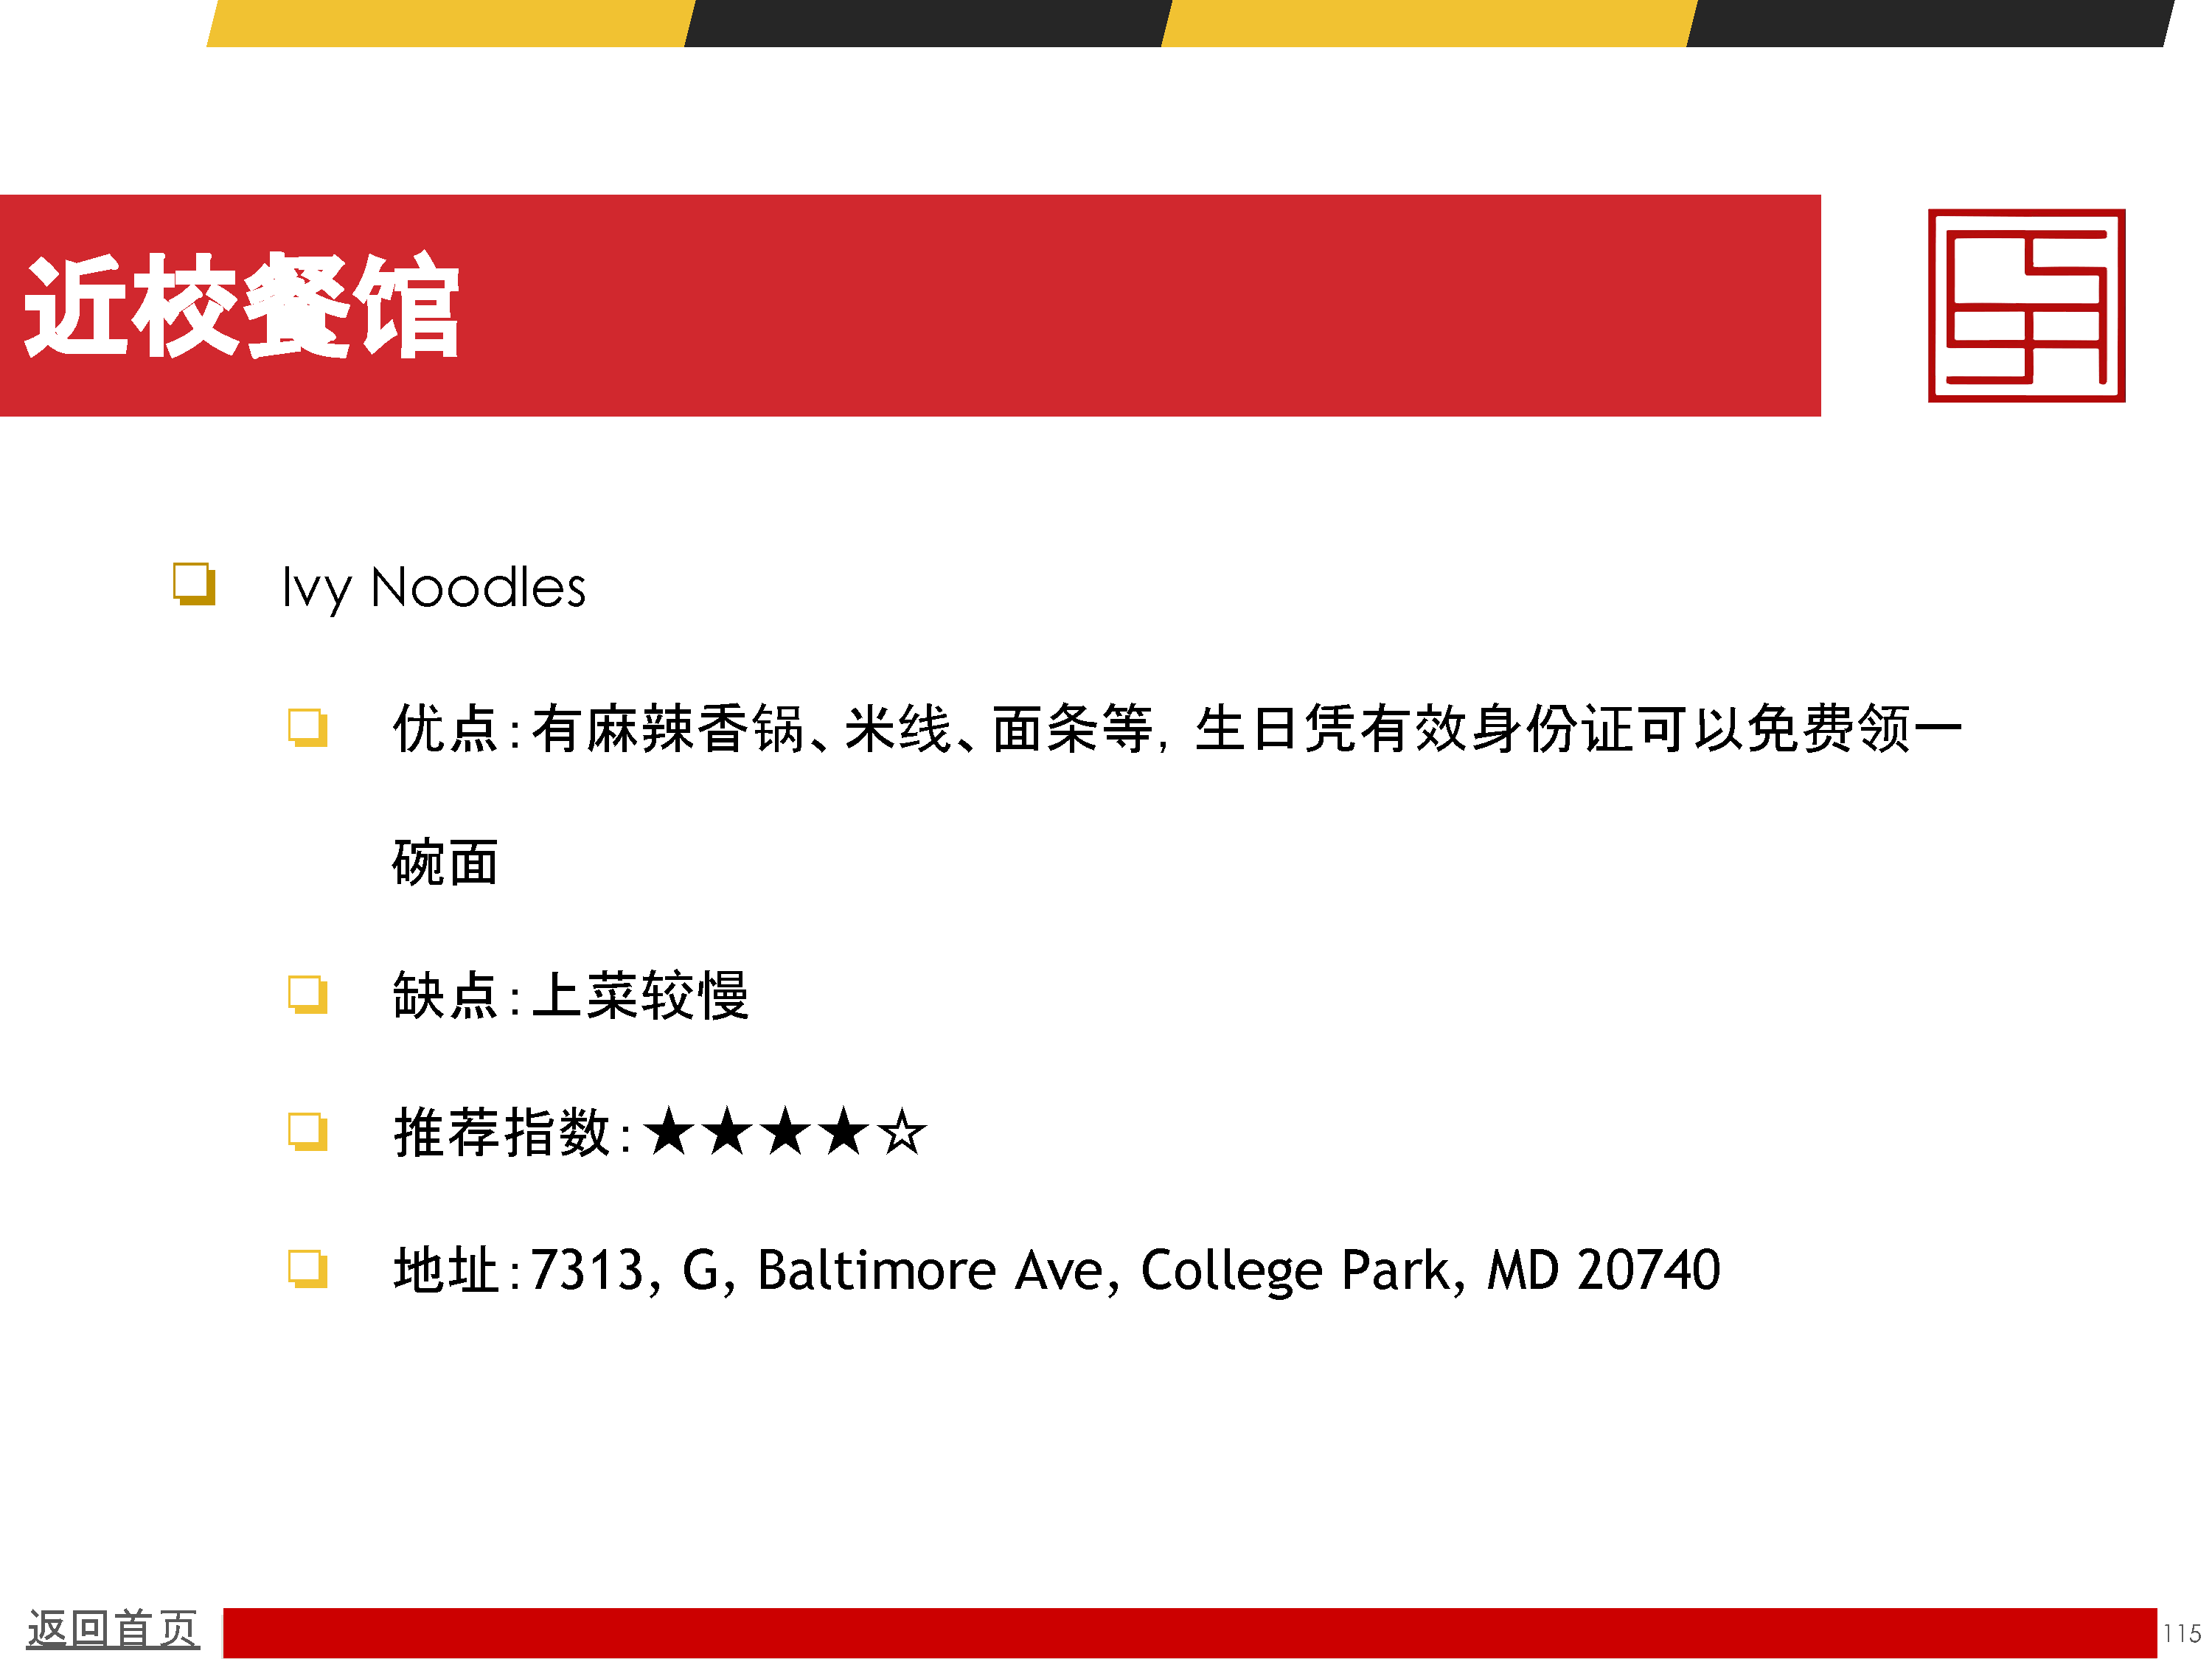 近校餐馆
Ivy Noodles
优点：有麻辣香锅、米线、面条等，生日凭有效身份证可以免费领一
碗面
缺点：上菜较慢
推荐指数：★★★★☆
地址：7313, G, Baltimore Ave, College Park, MD 20740
返回首页
115